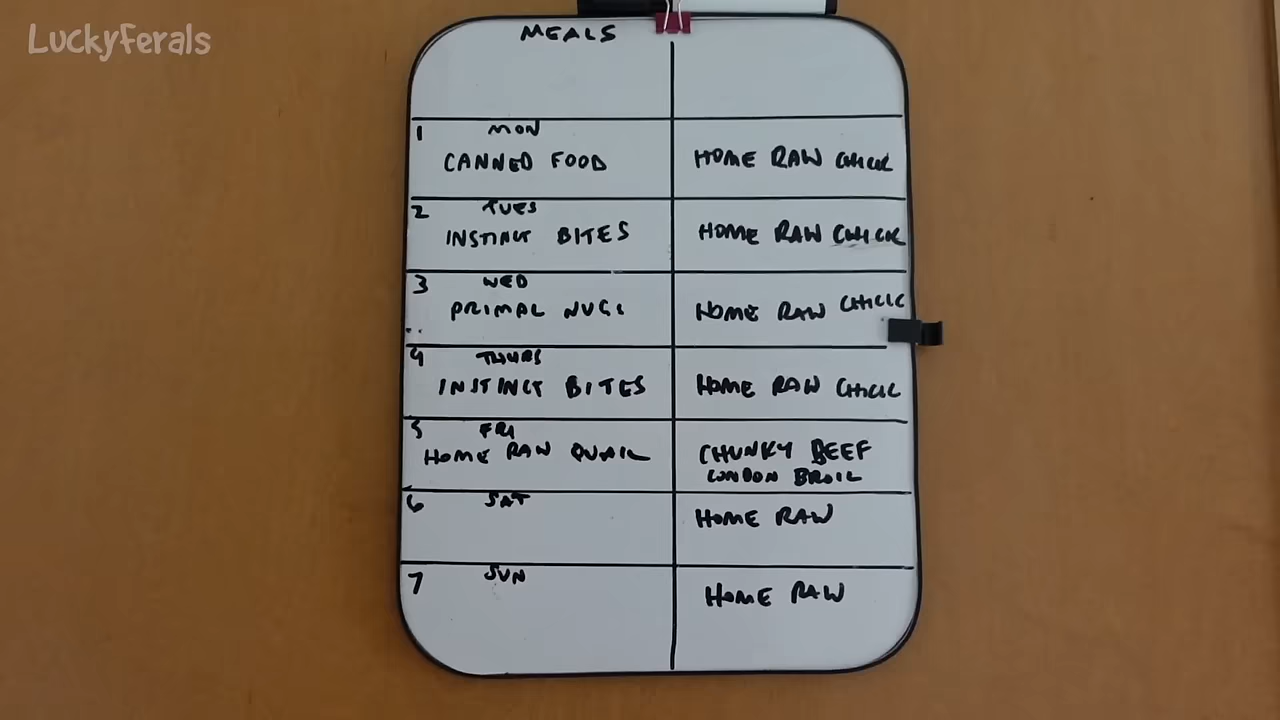 LuckyFerals
MEALS
1 MON
CANNED FOOD
HOME RAW CHICK
2 TUES
INSTINCT BITES
HOME RAW CHICK
3 WED
PRIMAL NUGS
HOME RAW CHICK
4 THURS
INSTINCT BITES
HOME RAW CHICK
5 FRI
HOME RAW QUAIL
CHUNKY BEEF
LONDON BROIL
6 SAT
HOME RAW
7 SUN
HOME RAW